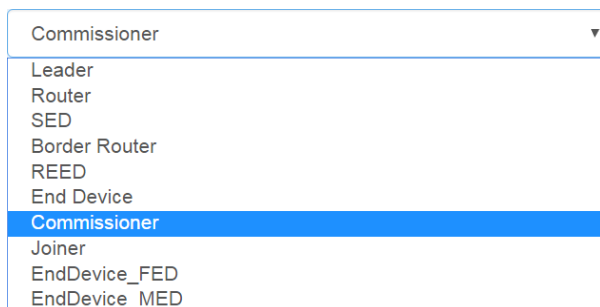 Commissioner
Leader
Router
SED
Border Router
REED
End Device
Commissioner
Joiner
EndDevice_FED
EndDevice_MED